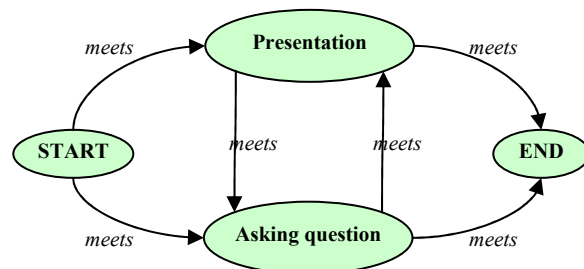 meets
Presentation
meets
START
meets
meets
END
meets
Asking question
meets